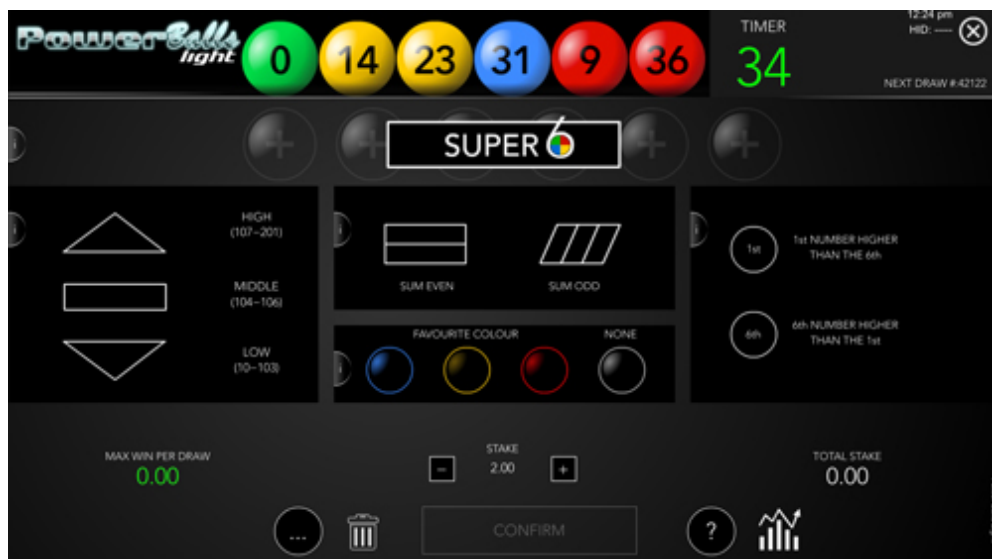 PowerBalls
light
0 14 23 31 9 36
TIMER
34
12:24 pm
HID: ----
NEXT DRAW #:42122
SUPER 6
HIGH
(107-201)
MIDDLE
(104-106)
LOW
(10-103)
SUM EVEN
SUM ODD
FAVOURITE COLOUR
NONE
1st
1st NUMBER HIGHER
THAN THE 6th
6th
6th NUMBER HIGHER
THAN THE 1st
MAX WIN PER DRAW
0.00
STAKE
- 2.00 +
TOTAL STAKE
0.00
...
CONFIRM
?